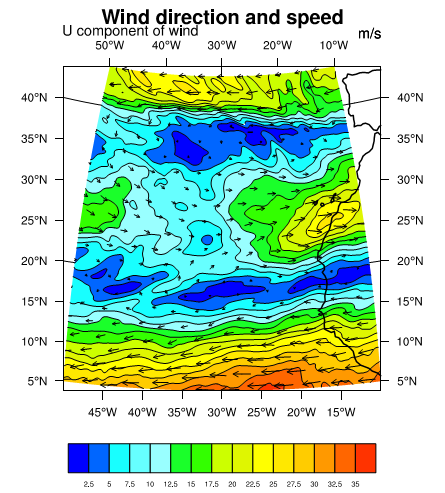 Wind direction and speed
U component of wind m/s
50°W 40°W 30°W 20°W 10°W
40°N 40°N
35°N 35°N
30°N 30°N
25°N 25°N
20°N 20°N
15°N 15°N
10°N 10°N
5°N 5°N
45°W 40°W 35°W 30°W 25°W 20°W 15°W
2.5 5 7.5 10 12.5 15 17.5 20 22.5 25 27.5 30 32.5 35